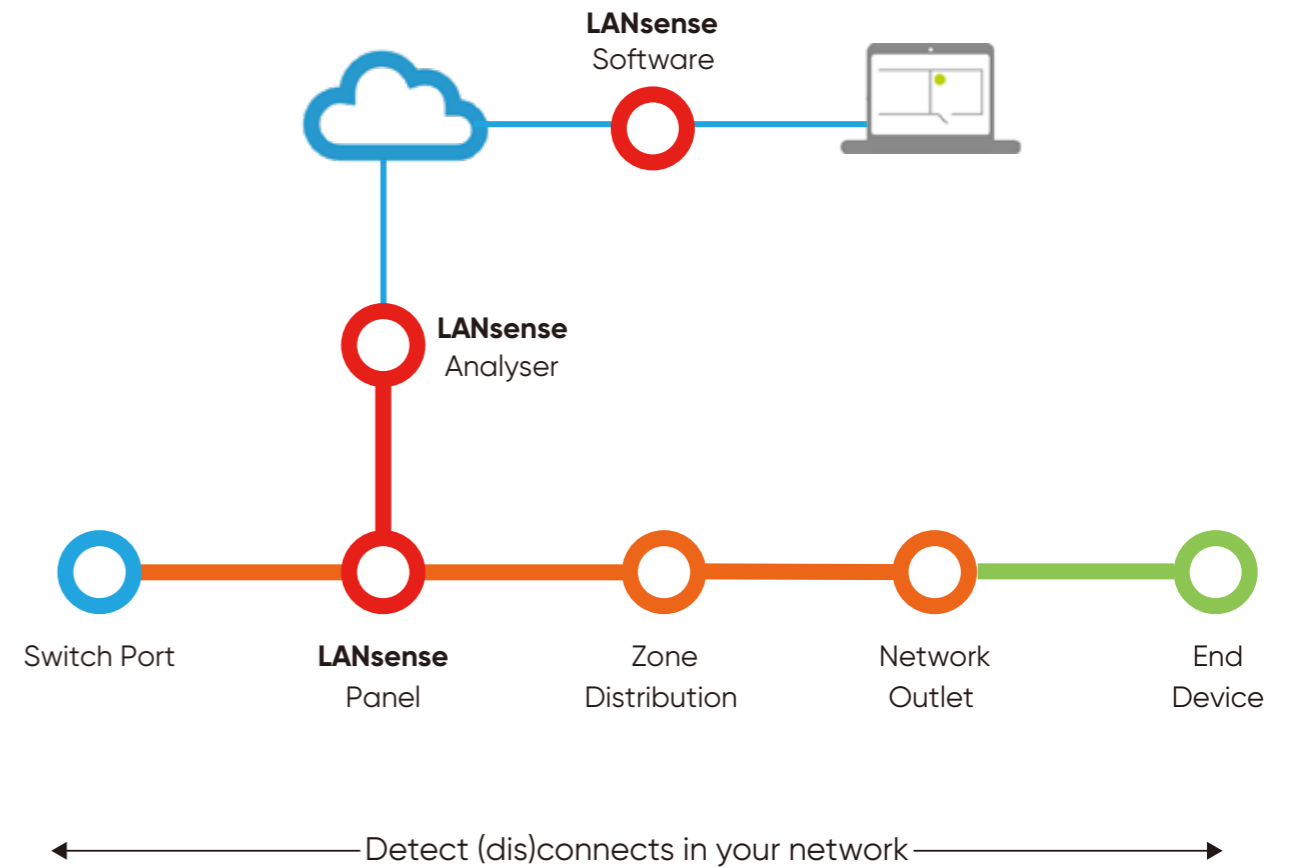 LANsense
Software
LANsense
Analyser
Switch Port
LANsense
Panel
Zone
Distribution
Network
Outlet
End
Device
Detect (dis)connects in your network